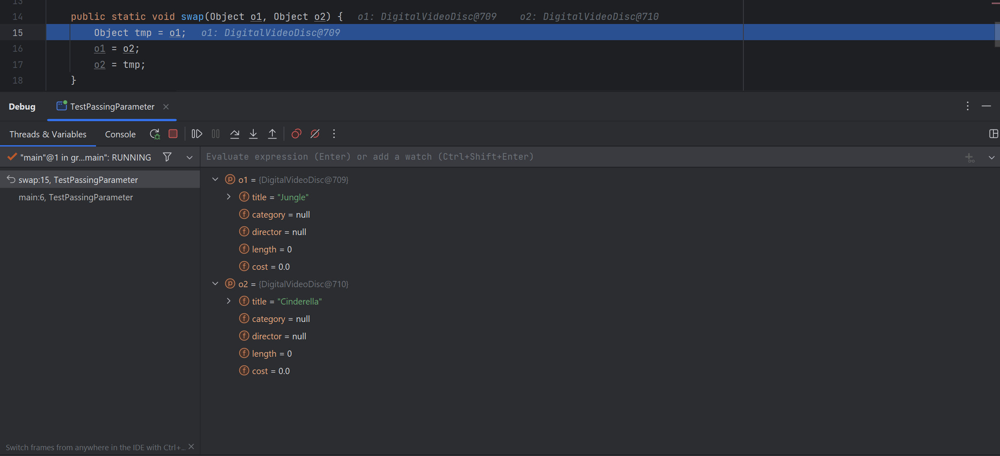 13
14 public static void swap(Object o1, Object o2) { o1: DigitalVideoDisc@709 o2: DigitalVideoDisc@710
15 Object tmp = o1; o1: DigitalVideoDisc@709
16 o1 = o2;
17 o2 = tmp;
18 }
Debug TestPassingParameter
Threads & Variables Console
"main"@1 in gr...main": RUNNING
Evaluate expression (Enter) or add a watch (Ctrl+Shift+Enter)
swap:15, TestPassingParameter
main:6, TestPassingParameter
p o1 = {DigitalVideoDisc@709}
f title = "Jungle"
f category = null
f director = null
f length = 0
f cost = 0.0
p o2 = {DigitalVideoDisc@710}
f title = "Cinderella"
f category = null
f director = null
f length = 0
f cost = 0.0
Switch frames from anywhere in the IDE with Ctrl+...